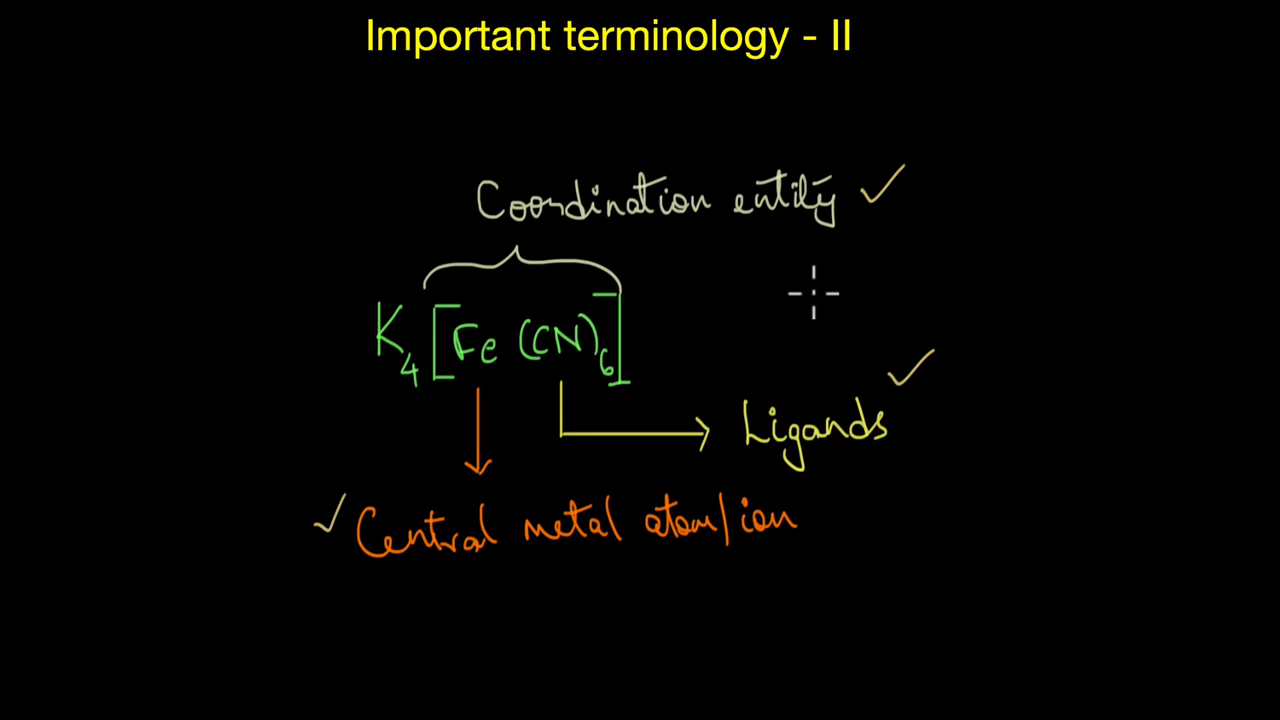 Important terminology - II
Coordination entity ✓
K4[Fe(CN)6]
Ligands ✓
✓ Central metal atom/ion